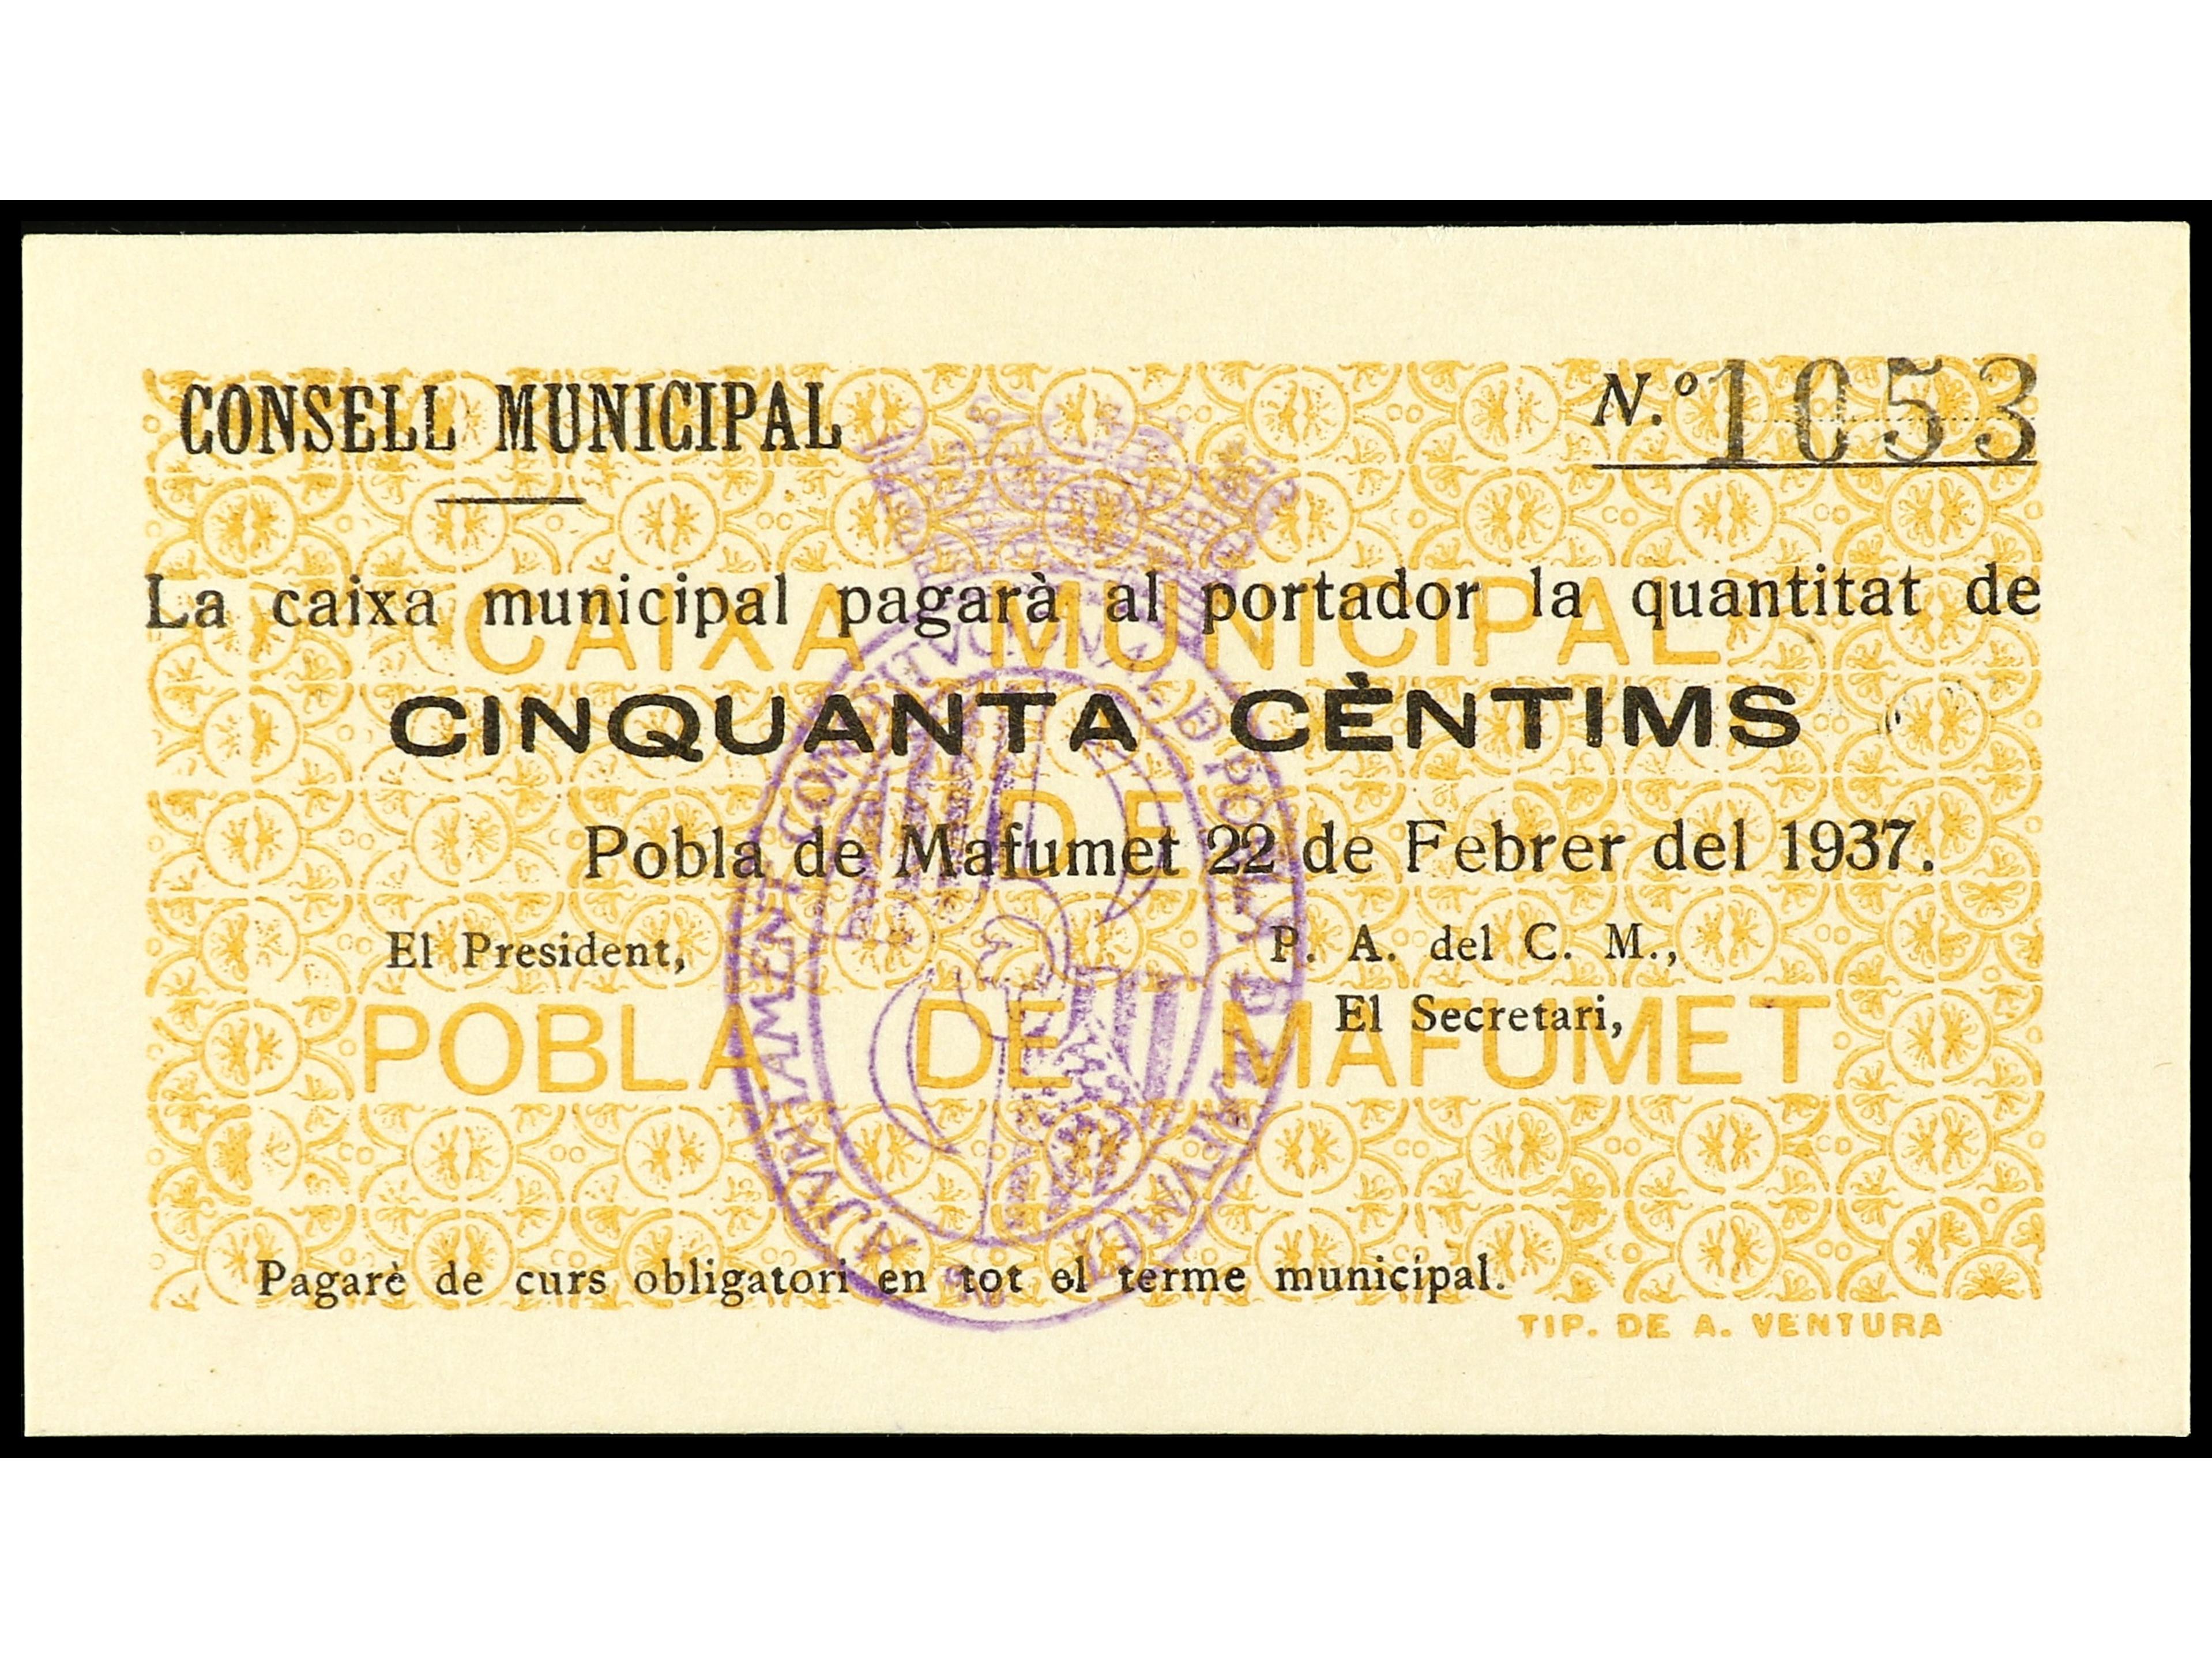 CONSELL MUNICIPAL
N.º 1053
La caixa municipal pagarà al portador la quantitat de
CAIXA MUNICIPAL
CINQUANTA CÈNTIMS
DE
Pobla de Mafumet 22 de Febrer del 1937.
El President,
P. A. del C. M.,
El Secretari,
POBLA DE MAFUMET
Pagarè de curs obligatori en tot el terme municipal.
TIP. DE A. VENTURA
AJUNTAMENT